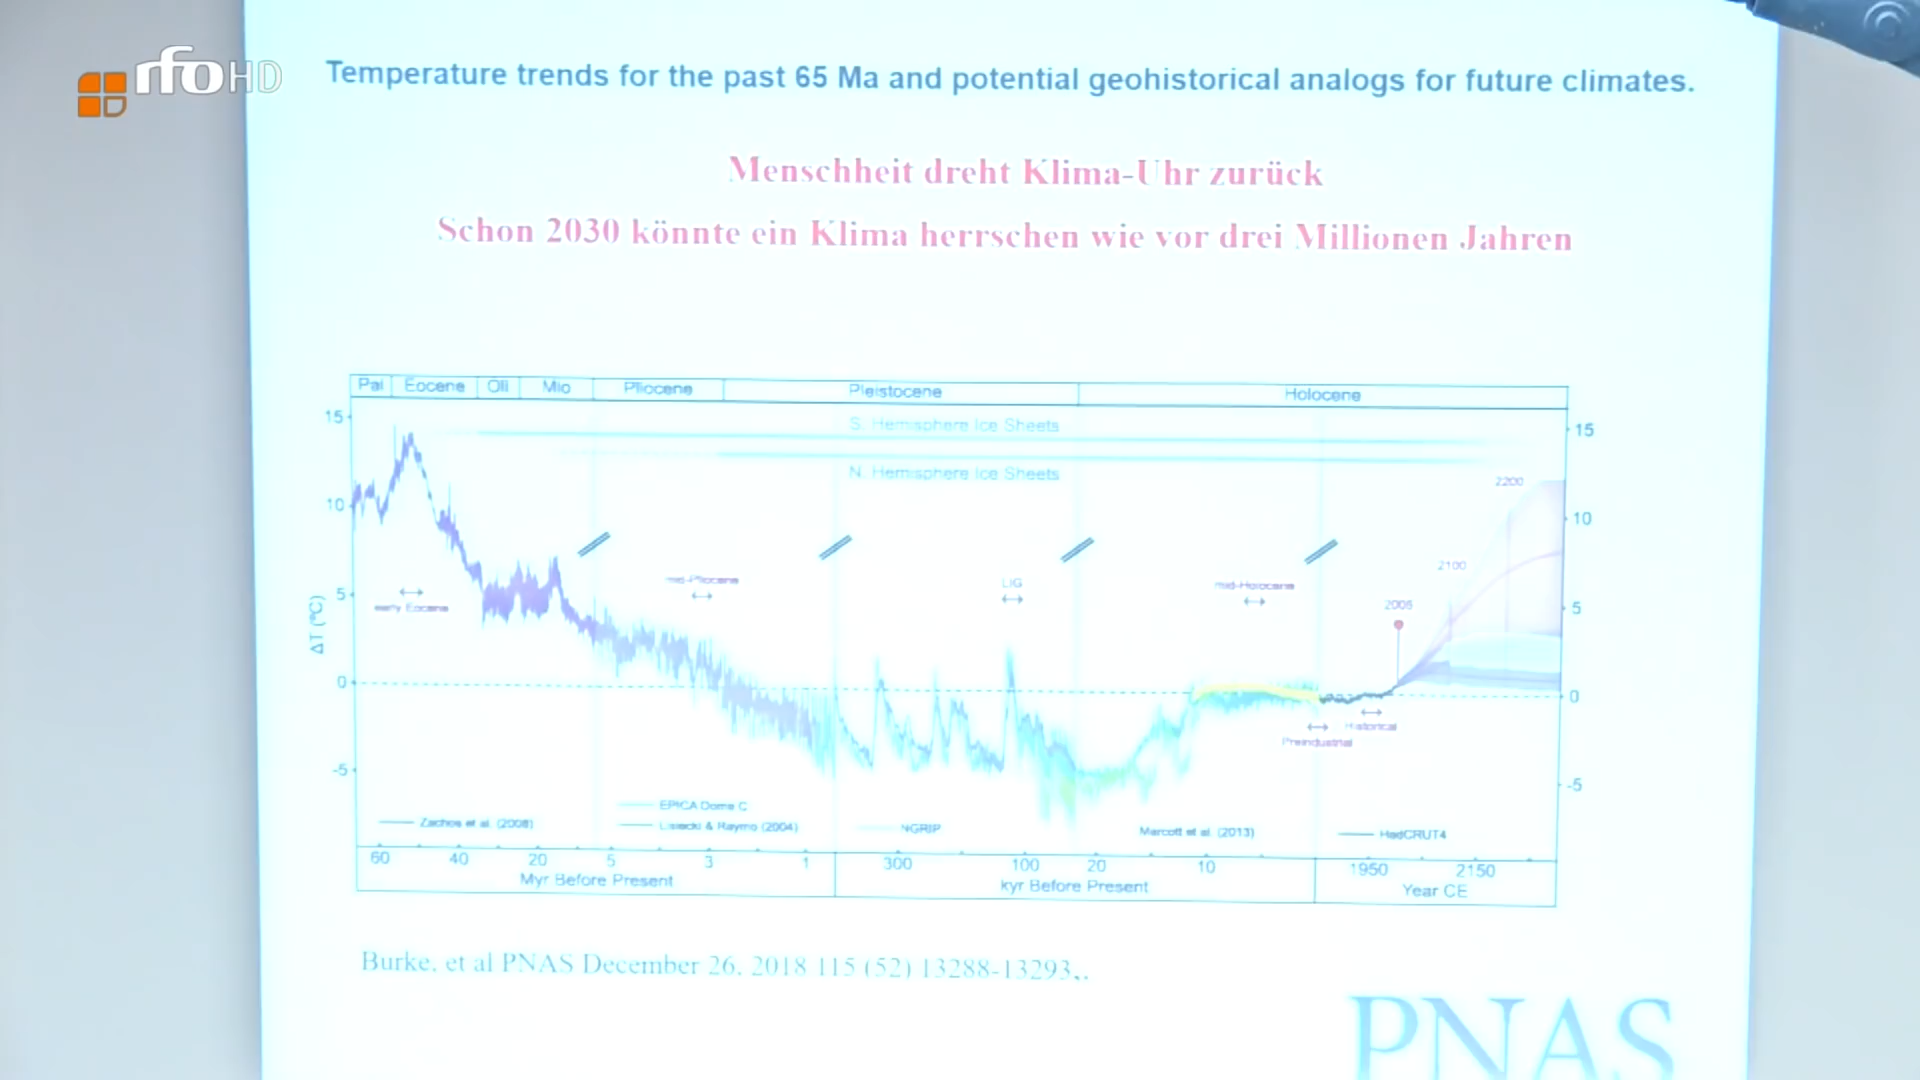 rfo HD
Temperature trends for the past 65 Ma and potential geohistorical analogs for future climates.
Menschheit dreht Klima-Uhr zurück
Schon 2030 könnte ein Klima herrschen wie vor drei Millionen Jahren
Pal Eocene Oli Mio Pliocene Pleistocene Holocene
S. Hemisphere Ice Sheets
N. Hemisphere Ice Sheets
15 15
10 10
5 5
0 0
-5 -5
ΔT (°C)
2200
2100
2005
early Eocene
mid-Pliocene
LIG
mid-Holocene
Historical
Preindustrial
Zachos et al. (2008)
EPICA Dome C
Lisiecki & Raymo (2004)
NGRIP
Marcott et al. (2013)
HadCRUT4
60 40 20 5 3 1 300 100 20 10 1950 2150
Myr Before Present kyr Before Present Year CE
Burke, et al PNAS December 26, 2018 115 (52) 13288-13293,.
PNAS